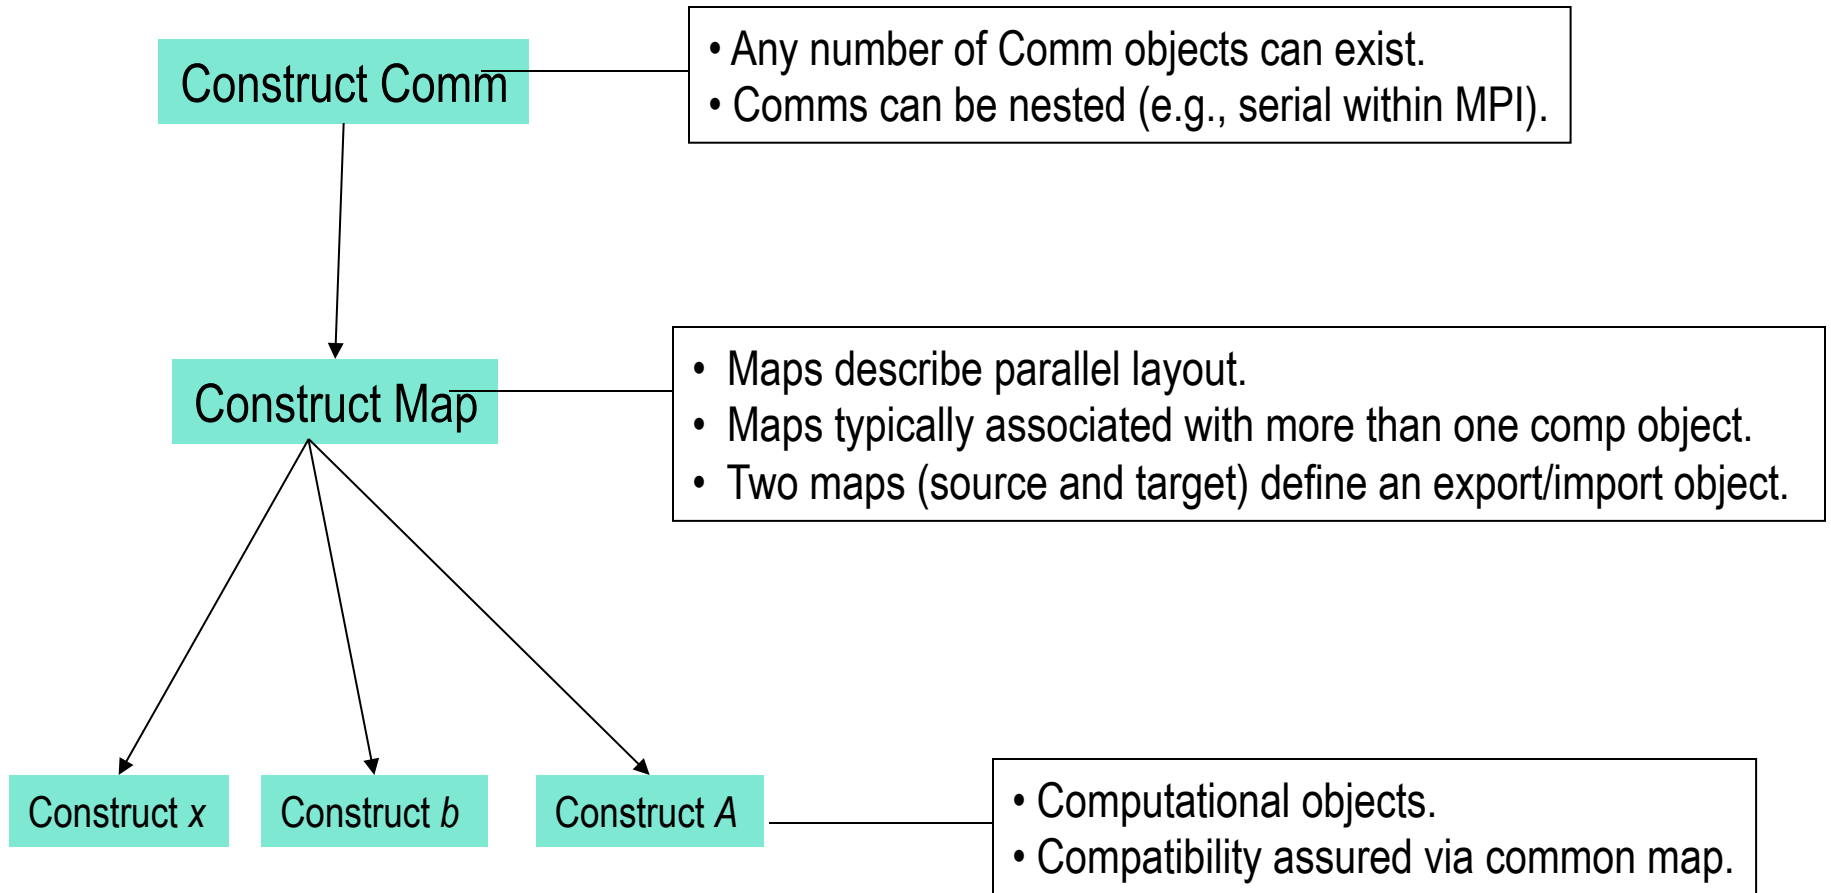 Construct Comm
• Any number of Comm objects can exist.
• Comms can be nested (e.g., serial within MPI).
Construct Map
• Maps describe parallel layout.
• Maps typically associated with more than one comp object.
• Two maps (source and target) define an export/import object.
Construct x
Construct b
Construct A
• Computational objects.
• Compatibility assured via common map.